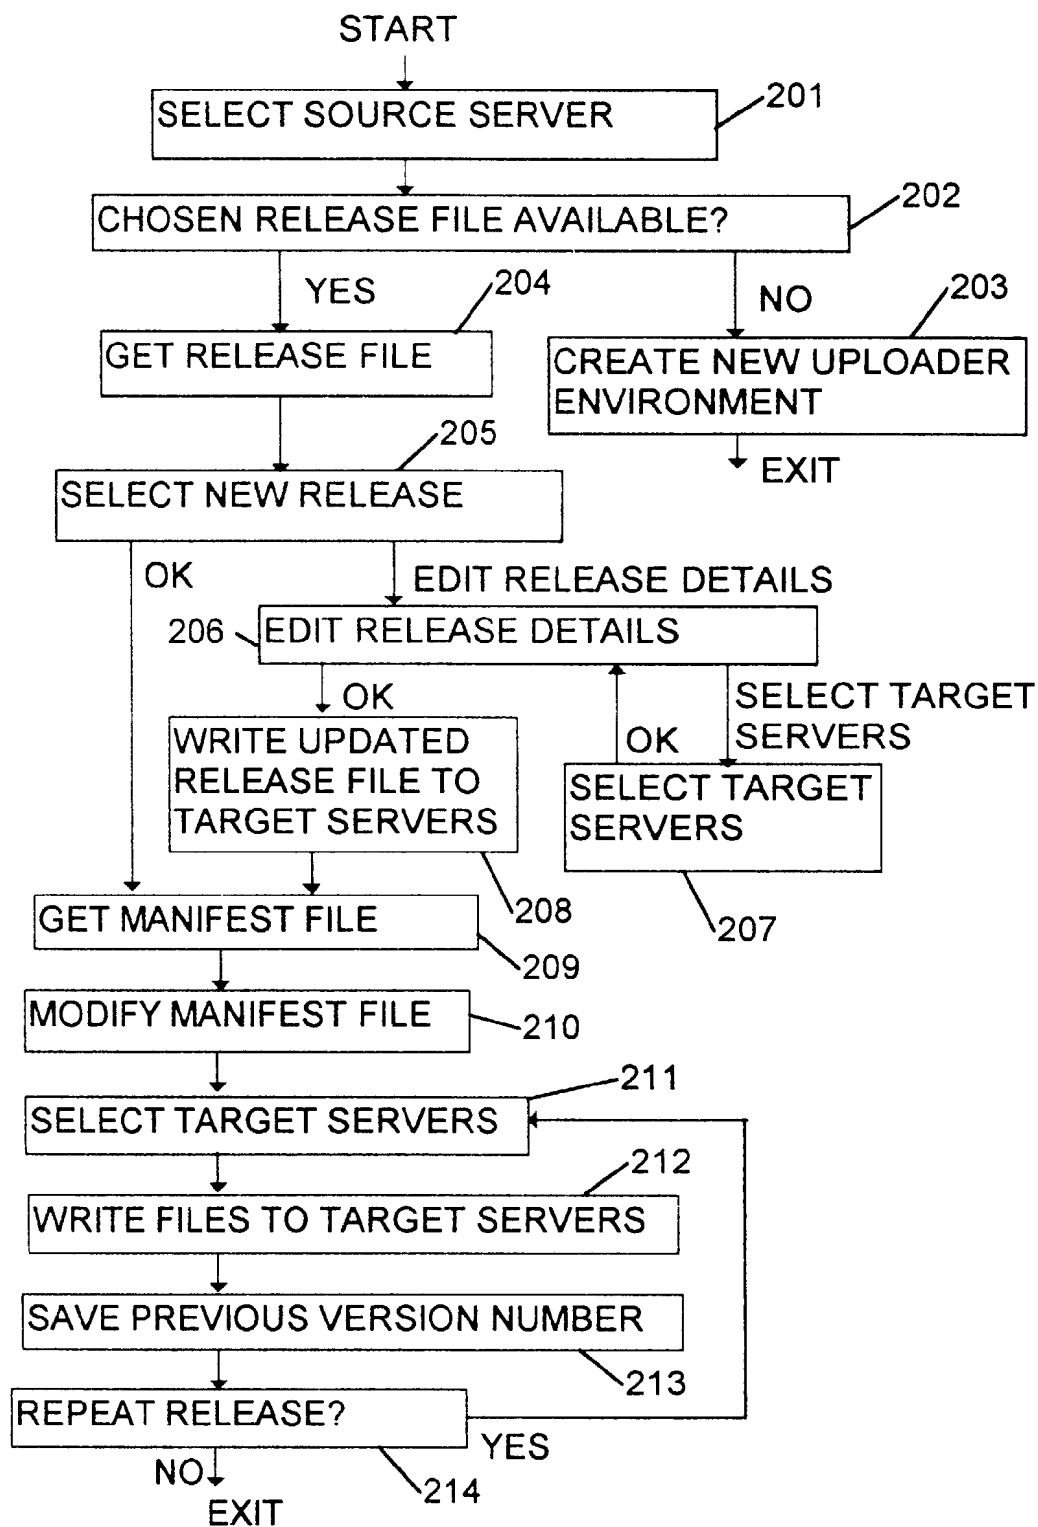 START
SELECT SOURCE SERVER
201
CHOSEN RELEASE FILE AVAILABLE?
202
YES
204
NO
203
GET RELEASE FILE
CREATE NEW UPLOADER
ENVIRONMENT
205
EXIT
SELECT NEW RELEASE
OK
EDIT RELEASE DETAILS
206
EDIT RELEASE DETAILS
OK
SELECT TARGET
SERVERS
OK
WRITE UPDATED
RELEASE FILE TO
TARGET SERVERS
SELECT TARGET
SERVERS
208
207
GET MANIFEST FILE
209
MODIFY MANIFEST FILE
210
211
SELECT TARGET SERVERS
212
WRITE FILES TO TARGET SERVERS
SAVE PREVIOUS VERSION NUMBER
213
REPEAT RELEASE?
YES
NO
214
EXIT